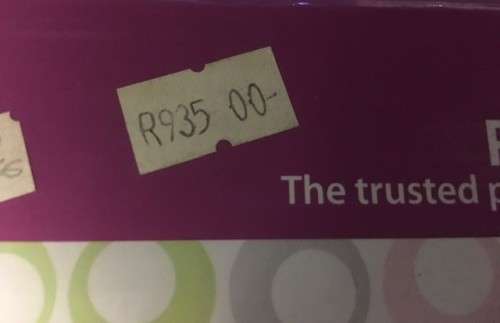 R935 00-
The trusted